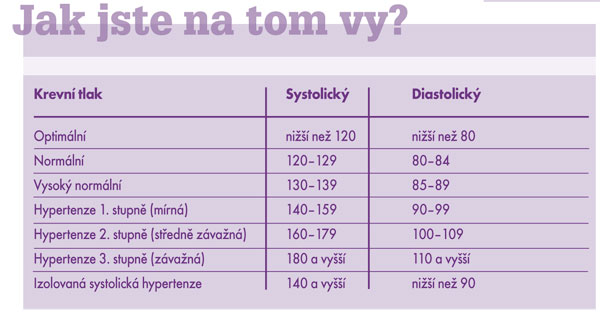 Jak jste na tom vy?
Krevní tlak Systolický Diastolický
Optimální nižší než 120 nižší než 80
Normální 120–129 80–84
Vysoký normální 130–139 85–89
Hypertenze 1. stupně (mírná) 140–159 90–99
Hypertenze 2. stupně (středně závažná) 160–179 100–109
Hypertenze 3. stupně (závažná) 180 a vyšší 110 a vyšší
Izolovaná systolická hypertenze 140 a vyšší nižší než 90